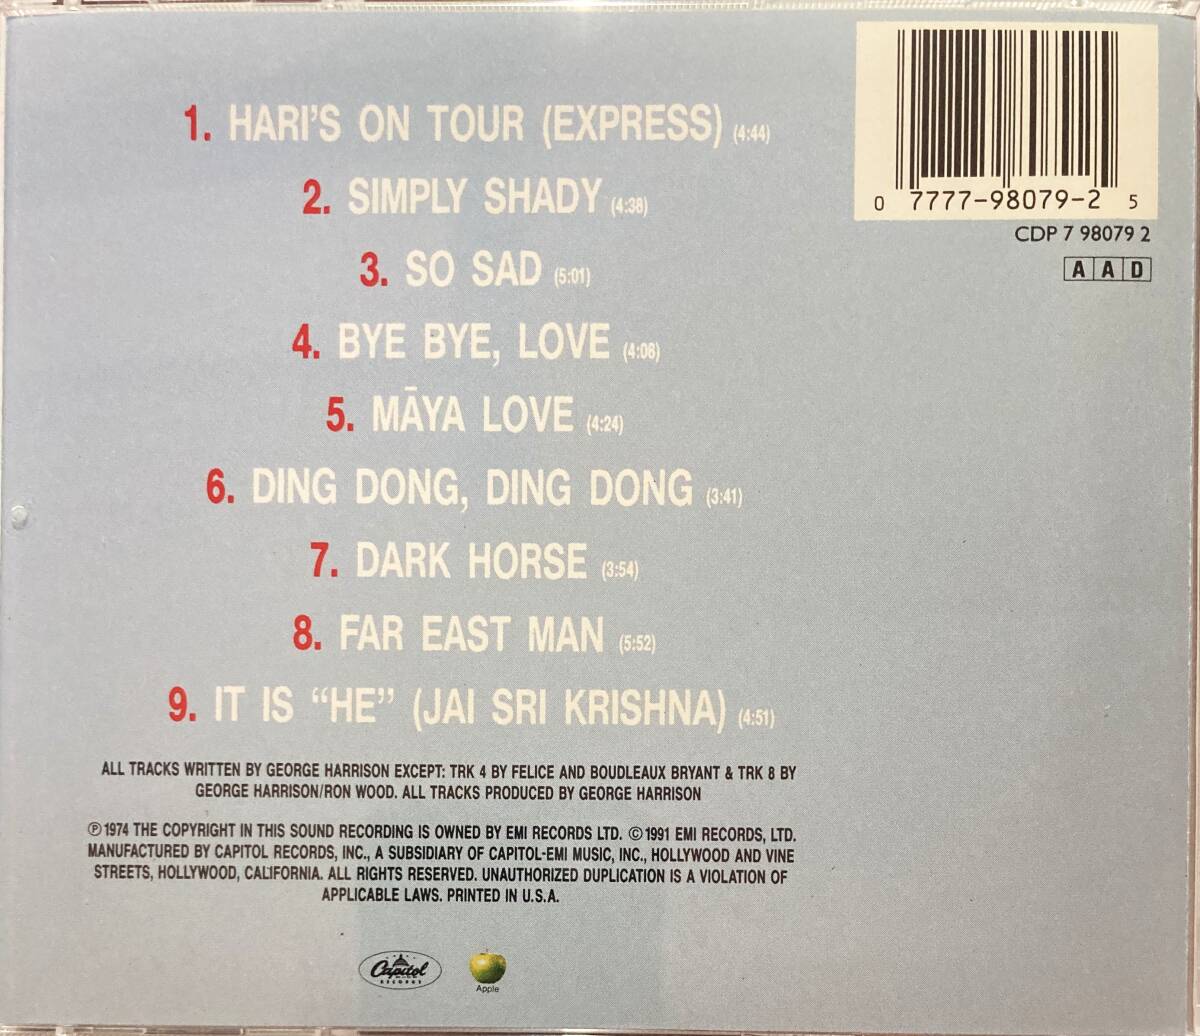 1. HARI'S ON TOUR (EXPRESS) (4:44)
2. SIMPLY SHADY (4:38)
3. SO SAD (5:01)
4. BYE BYE, LOVE (4:08)
5. MĀYA LOVE (4:24)
6. DING DONG, DING DONG (3:41)
7. DARK HORSE (3:54)
8. FAR EAST MAN (5:52)
9. IT IS “HE” (JAI SRI KRISHNA) (4:51)
ALL TRACKS WRITTEN BY GEORGE HARRISON EXCEPT: TRK 4 BY FELICE AND BOUDLEAUX BRYANT & TRK 8 BY
GEORGE HARRISON/RON WOOD. ALL TRACKS PRODUCED BY GEORGE HARRISON
℗1974 THE COPYRIGHT IN THIS SOUND RECORDING IS OWNED BY EMI RECORDS LTD. ©1991 EMI RECORDS, LTD.
MANUFACTURED BY CAPITOL RECORDS, INC., A SUBSIDIARY OF CAPITOL-EMI MUSIC, INC., HOLLYWOOD AND VINE
STREETS, HOLLYWOOD, CALIFORNIA. ALL RIGHTS RESERVED. UNAUTHORIZED DUPLICATION IS A VIOLATION OF
APPLICABLE LAWS. PRINTED IN U.S.A.
Capitol
RECORDS
Apple
0 7777-98079-2 5
CDP 7 98079 2
A A D